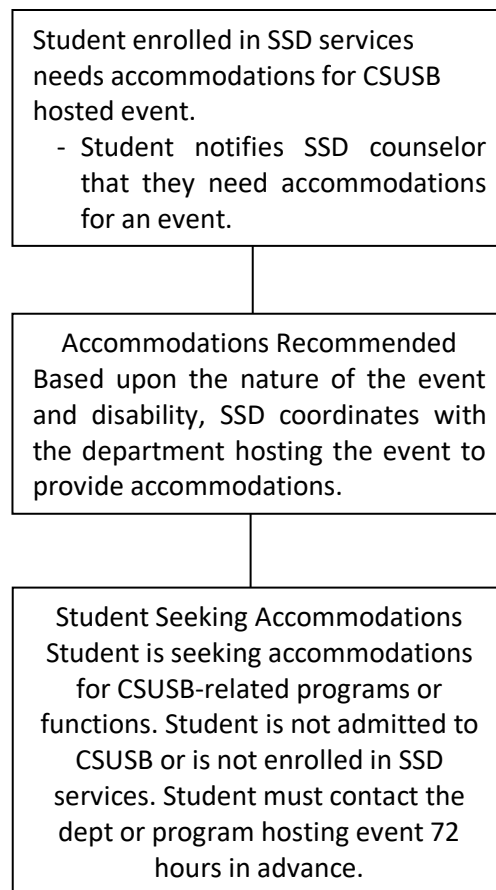 Student enrolled in SSD services
needs accommodations for CSUSB
hosted event.
- Student notifies SSD counselor
that they need accommodations
for an event.
Accommodations Recommended
Based upon the nature of the event
and disability, SSD coordinates with
the department hosting the event to
provide accommodations.
Student Seeking Accommodations
Student is seeking accommodations
for CSUSB-related programs or
functions. Student is not admitted to
CSUSB or is not enrolled in SSD
services. Student must contact the
dept or program hosting event 72
hours in advance.